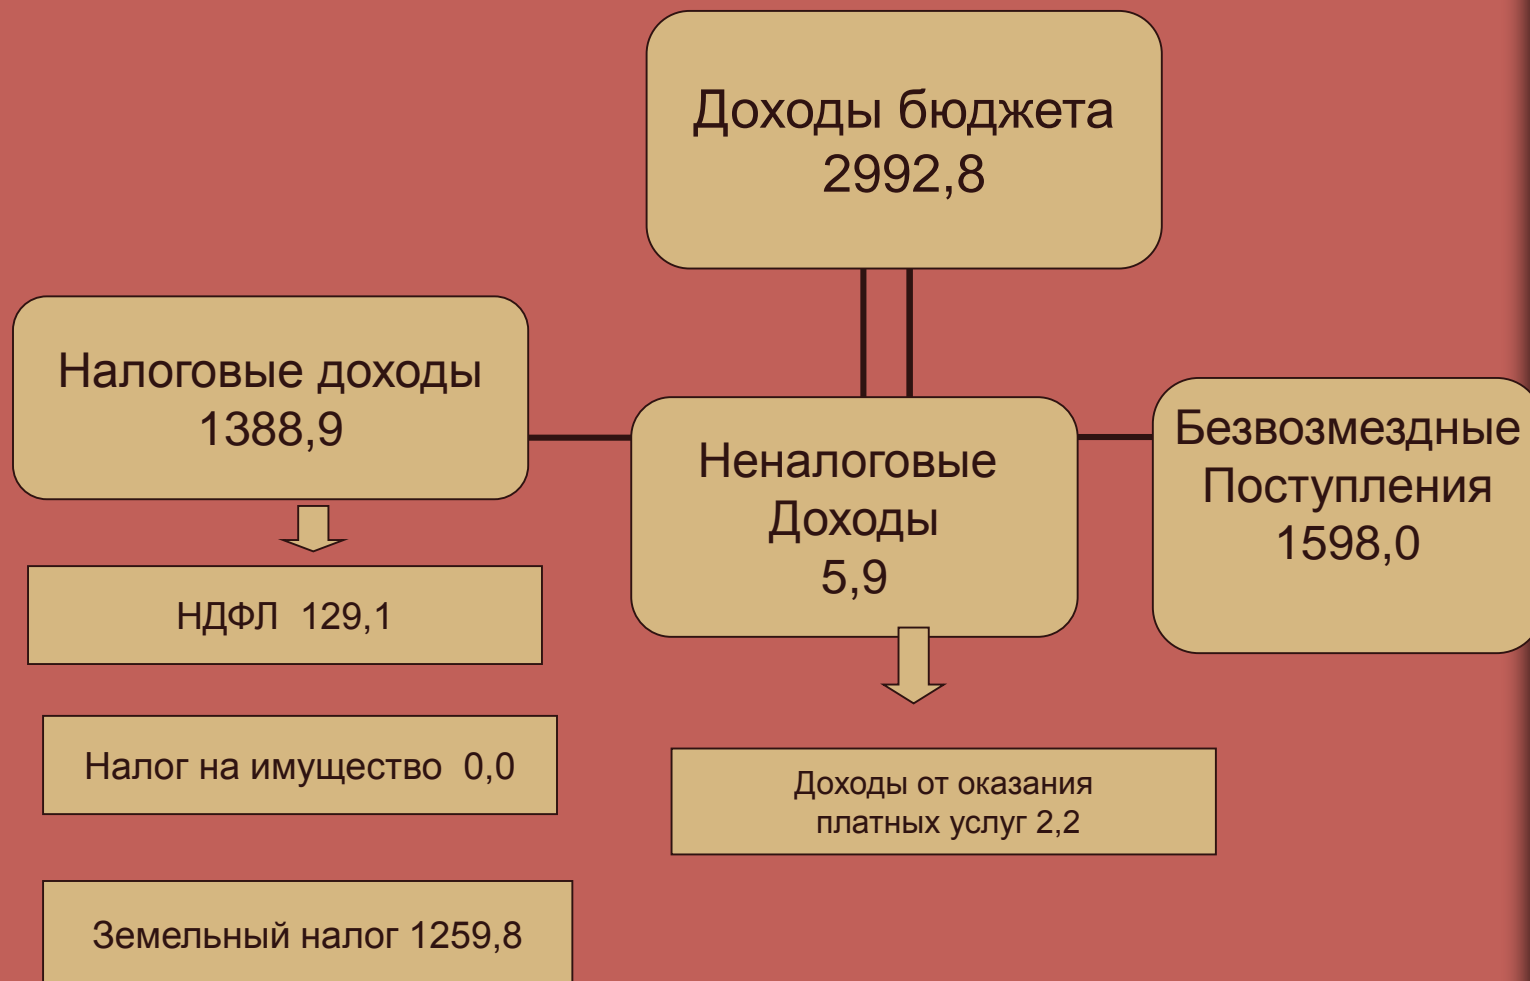 Доходы бюджета
2992,8
Налоговые доходы
1388,9
Неналоговые
Доходы
5,9
Безвозмездные
Поступления
1598,0
НДФЛ 129,1
Налог на имущество 0,0
Земельный налог 1259,8
Доходы от оказания
платных услуг 2,2